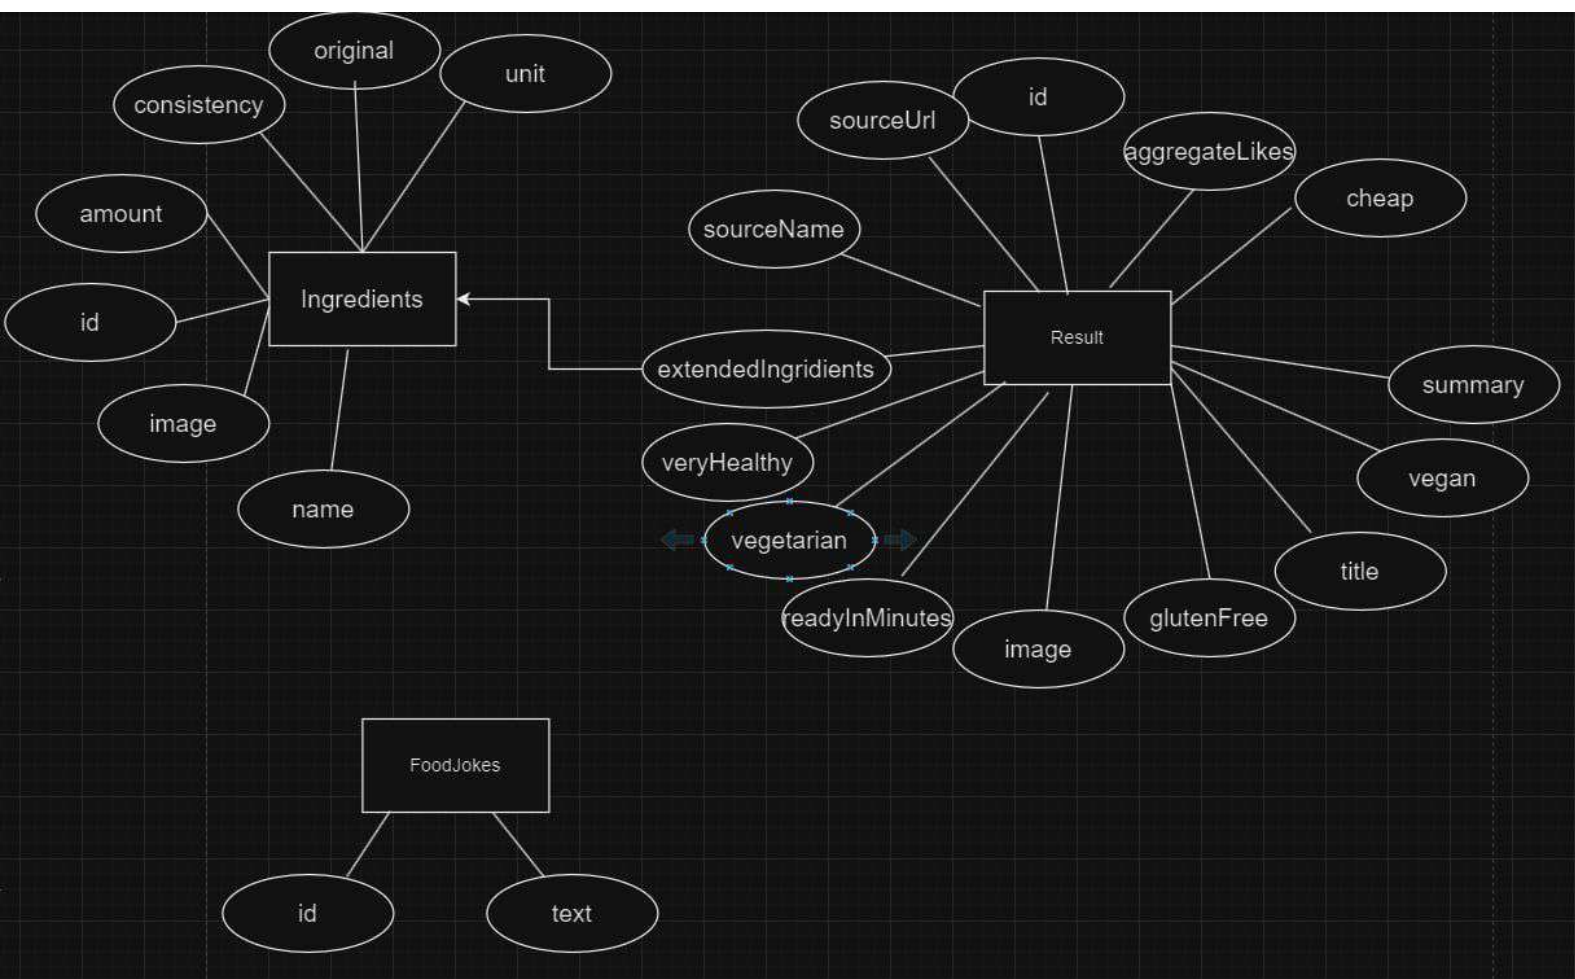 original
unit
consistency
amount
id
Ingredients
image
name
id
sourceUrl
aggregateLikes
cheap
sourceName
Result
extendedIngridients
summary
veryHealthy
vegan
vegetarian
title
readyInMinutes
glutenFree
image
FoodJokes
id
text